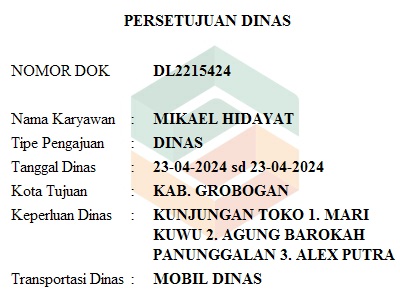 PERSETUJUAN DINAS
NOMOR DOK DL2215424
Nama Karyawan : MIKAEL HIDAYAT
Tipe Pengajuan : DINAS
Tanggal Dinas : 23-04-2024 sd 23-04-2024
Kota Tujuan : KAB. GROBOGAN
Keperluan Dinas : KUNJUNGAN TOKO 1. MARI
KUWU 2. AGUNG BAROKAH
PANUNGGALAN 3. ALEX PUTRA
Transportasi Dinas : MOBIL DINAS